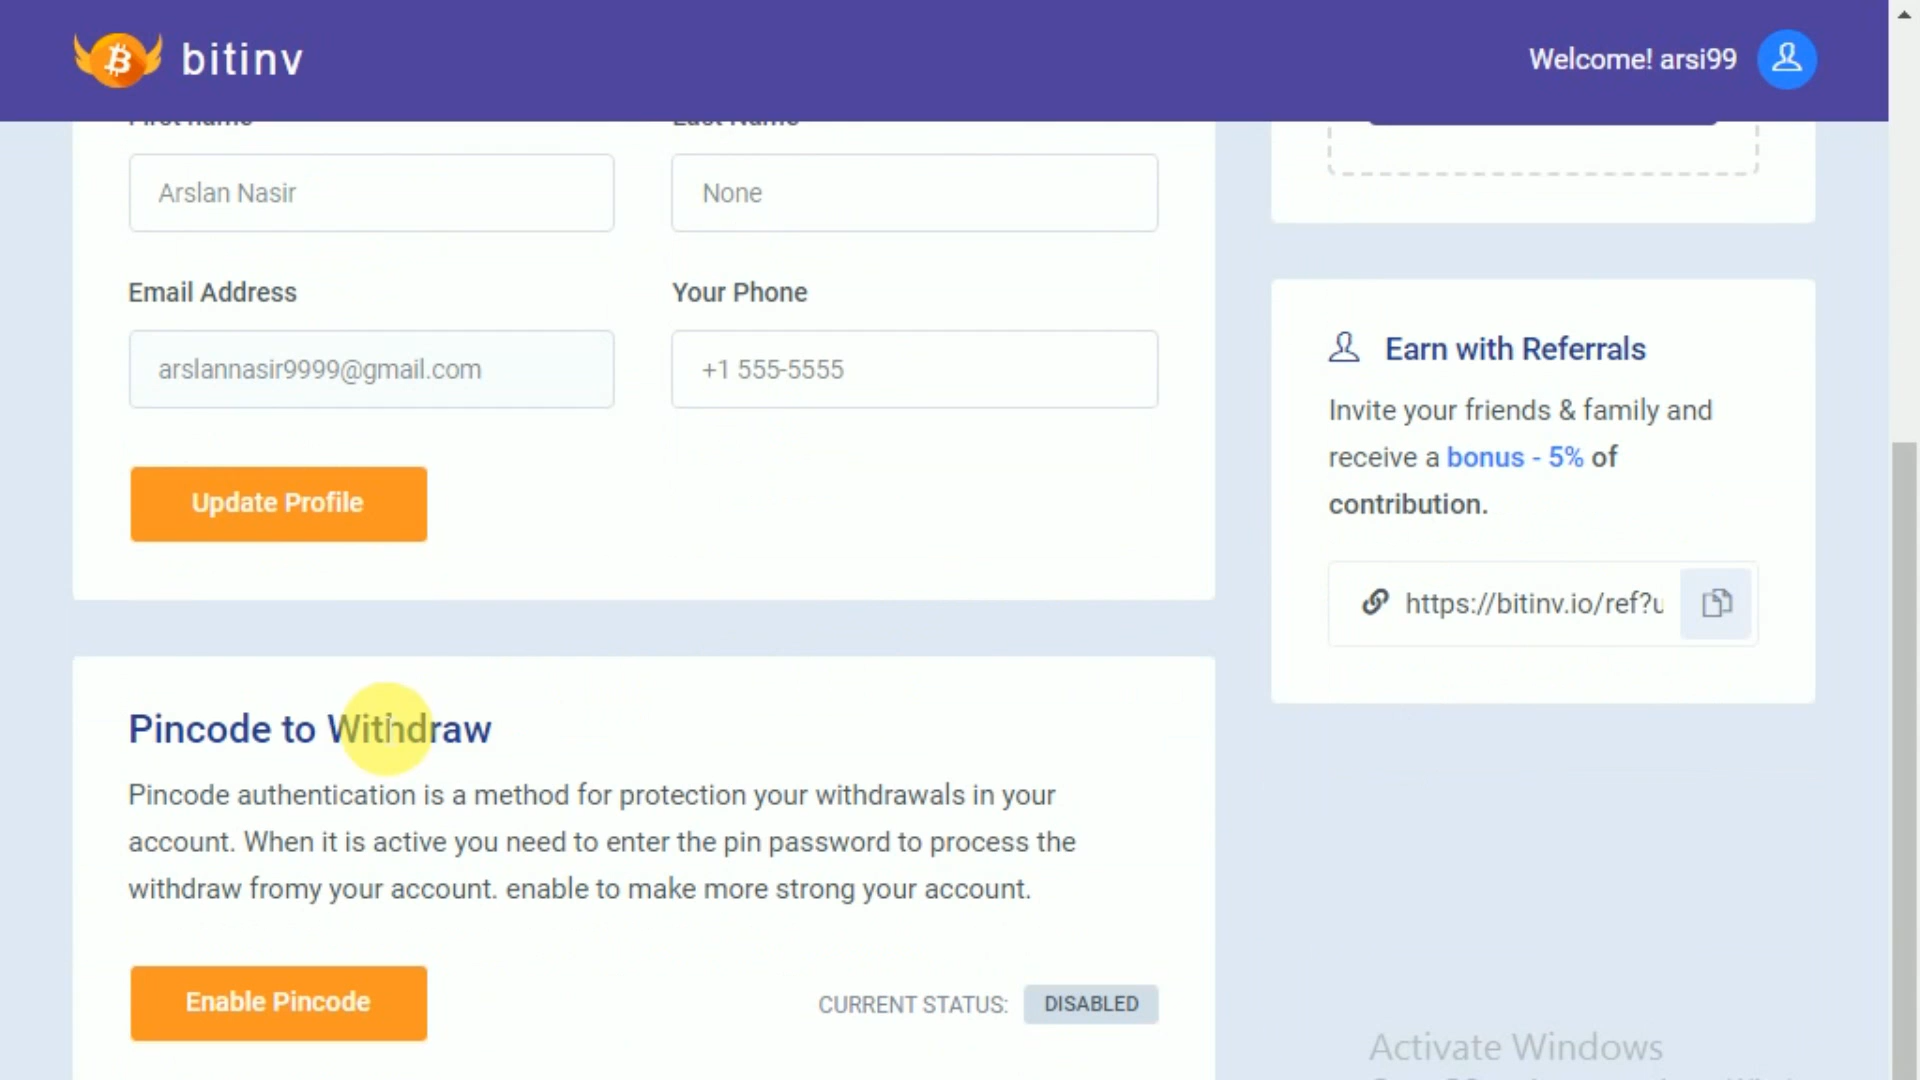 bitinv
Welcome! arsi99
First name
Last Name
Arslan Nasir
None
Email Address
Your Phone
arslannasir9999@gmail.com
+1 555-5555
Update Profile
Earn with Referrals
Invite your friends & family and
receive a bonus - 5% of
contribution.
https://bitinv.io/ref?u
Pincode to Withdraw
Pincode authentication is a method for protection your withdrawals in your
account. When it is active you need to enter the pin password to process the
withdraw fromy your account. enable to make more strong your account.
Enable Pincode
CURRENT STATUS: DISABLED
Activate Windows